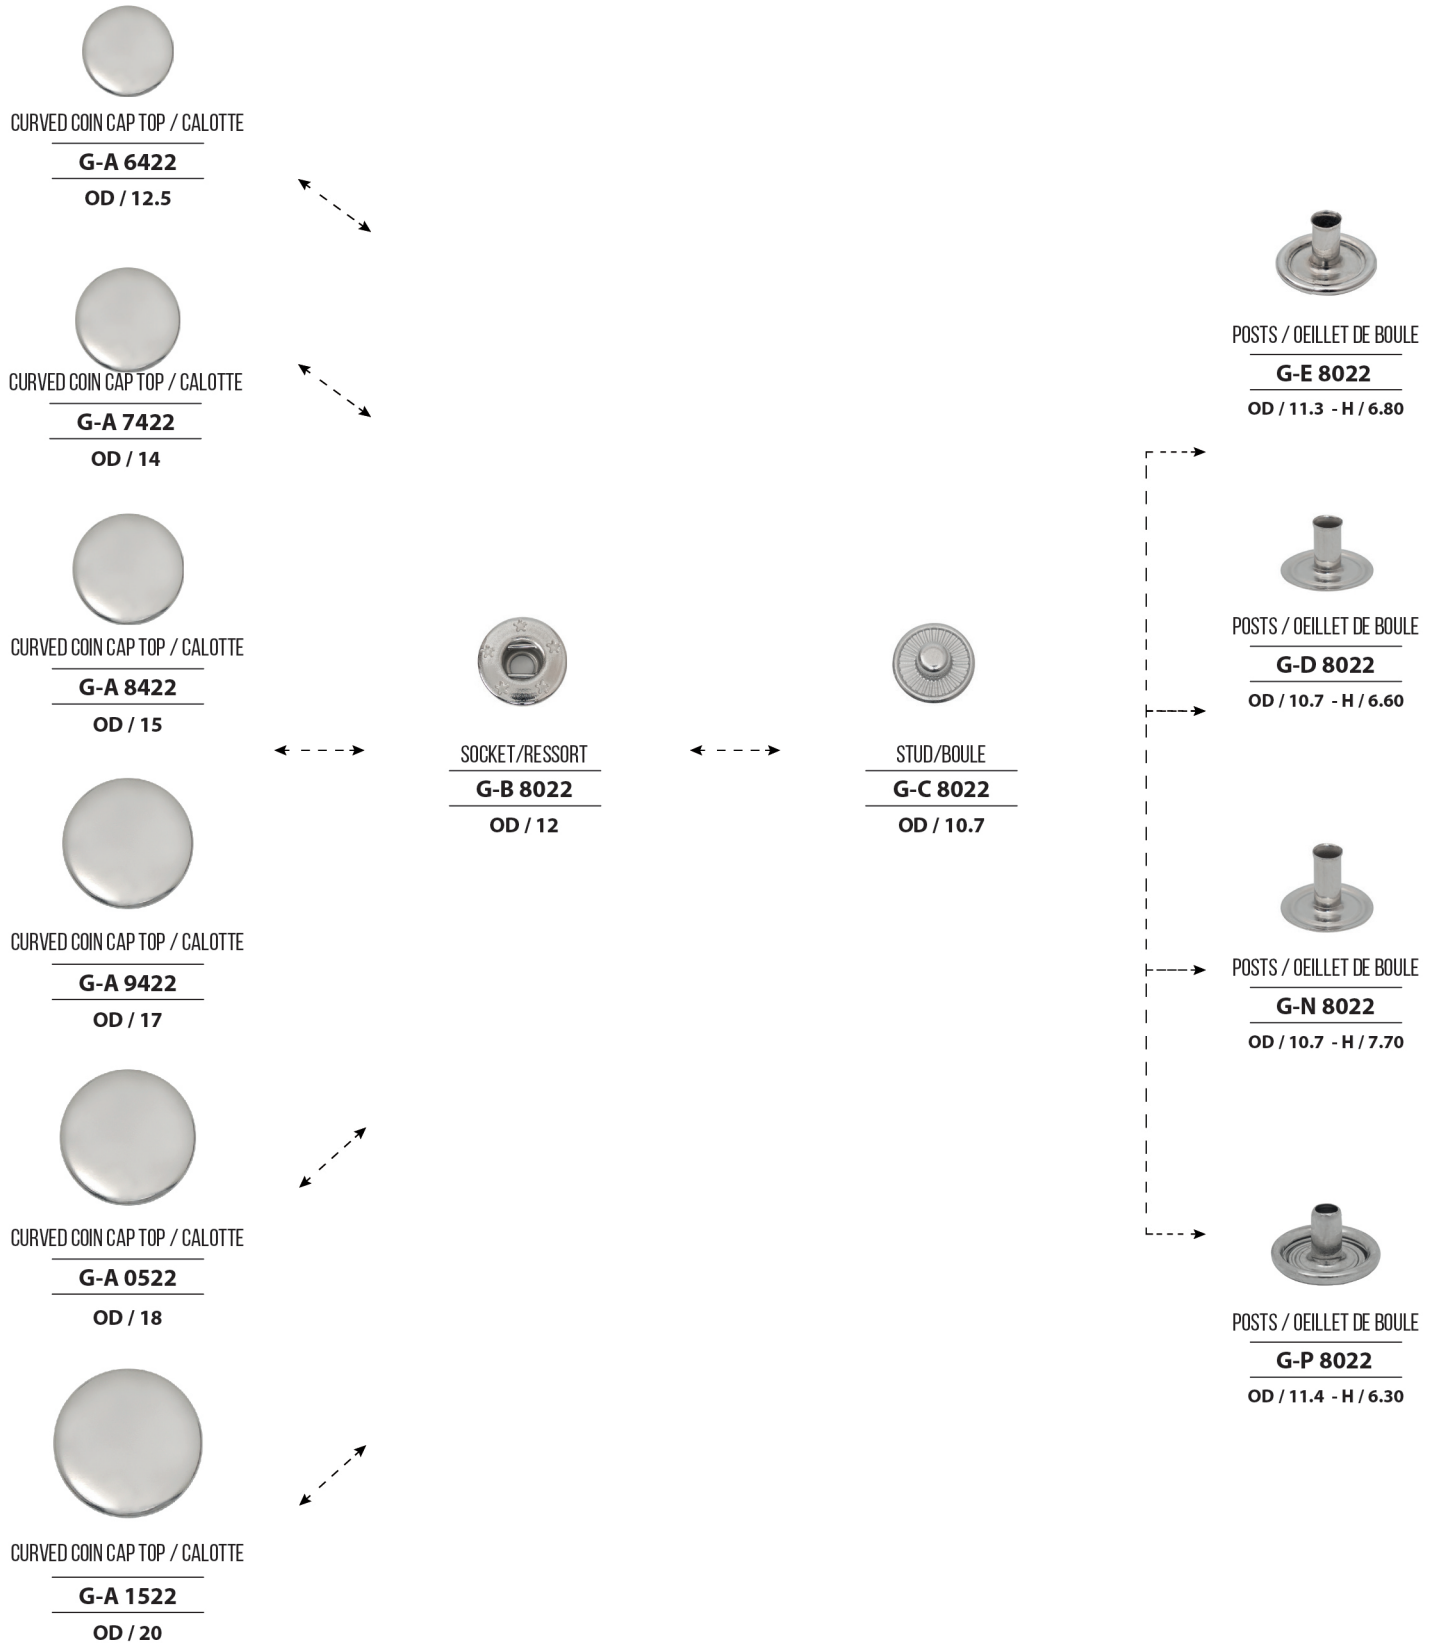 CURVED COIN CAP TOP / CALOTTE
G-A 6422
OD / 12.5
CURVED COIN CAP TOP / CALOTTE
G-A 7422
OD / 14
CURVED COIN CAP TOP / CALOTTE
G-A 8422
OD / 15
CURVED COIN CAP TOP / CALOTTE
G-A 9422
OD / 17
CURVED COIN CAP TOP / CALOTTE
G-A 0522
OD / 18
CURVED COIN CAP TOP / CALOTTE
G-A 1522
OD / 20
SOCKET/RESSORT
G-B 8022
OD / 12
STUD/BOULE
G-C 8022
OD / 10.7
POSTS / OEILLET DE BOULE
G-E 8022
OD / 11.3 - H / 6.80
POSTS / OEILLET DE BOULE
G-D 8022
OD / 10.7 - H / 6.60
POSTS / OEILLET DE BOULE
G-N 8022
OD / 10.7 - H / 7.70
POSTS / OEILLET DE BOULE
G-P 8022
OD / 11.4 - H / 6.30